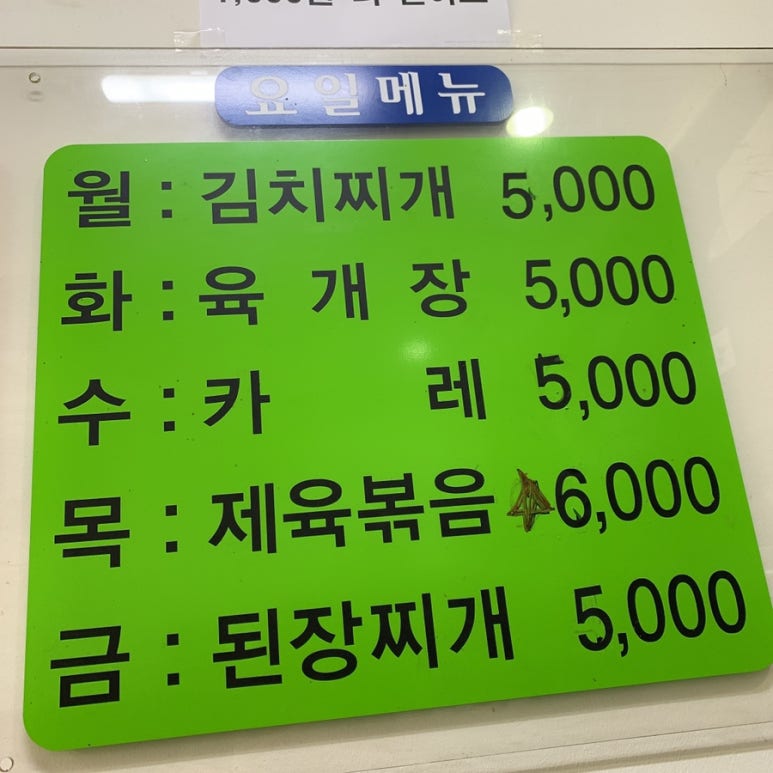 요일메뉴
월 : 김치찌개 5,000
화 : 육 개 장 5,000
수 : 카 레 5,000
목 : 제육볶음 6,000
금 : 된장찌개 5,000